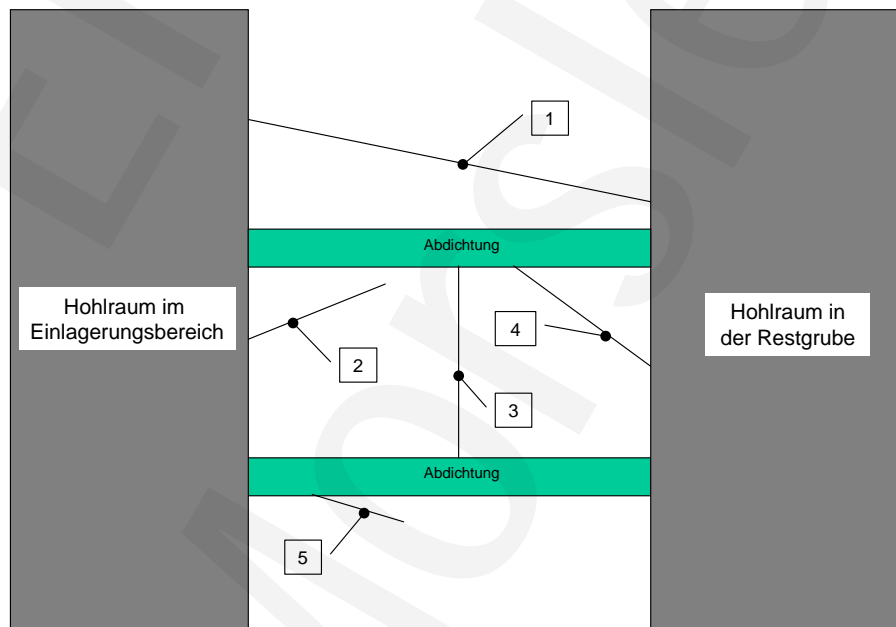 1
Abdichtung
Hohlraum im
Einlagerungsbereich
Hohlraum in
der Restgrube
4
2
3
Abdichtung
5